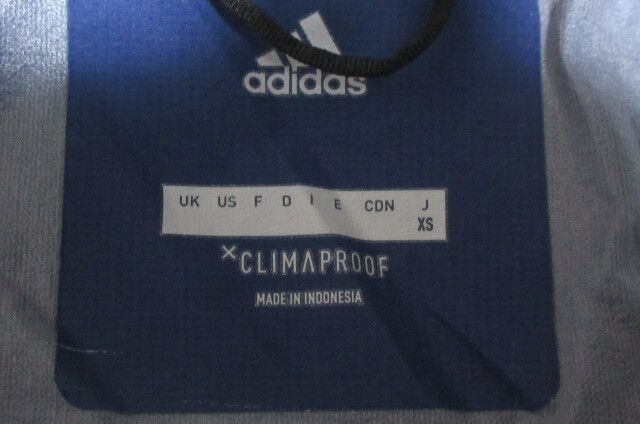 adidas
UK US F D I E CDN J
XS
×CLIMAPROOF
MADE IN INDONESIA